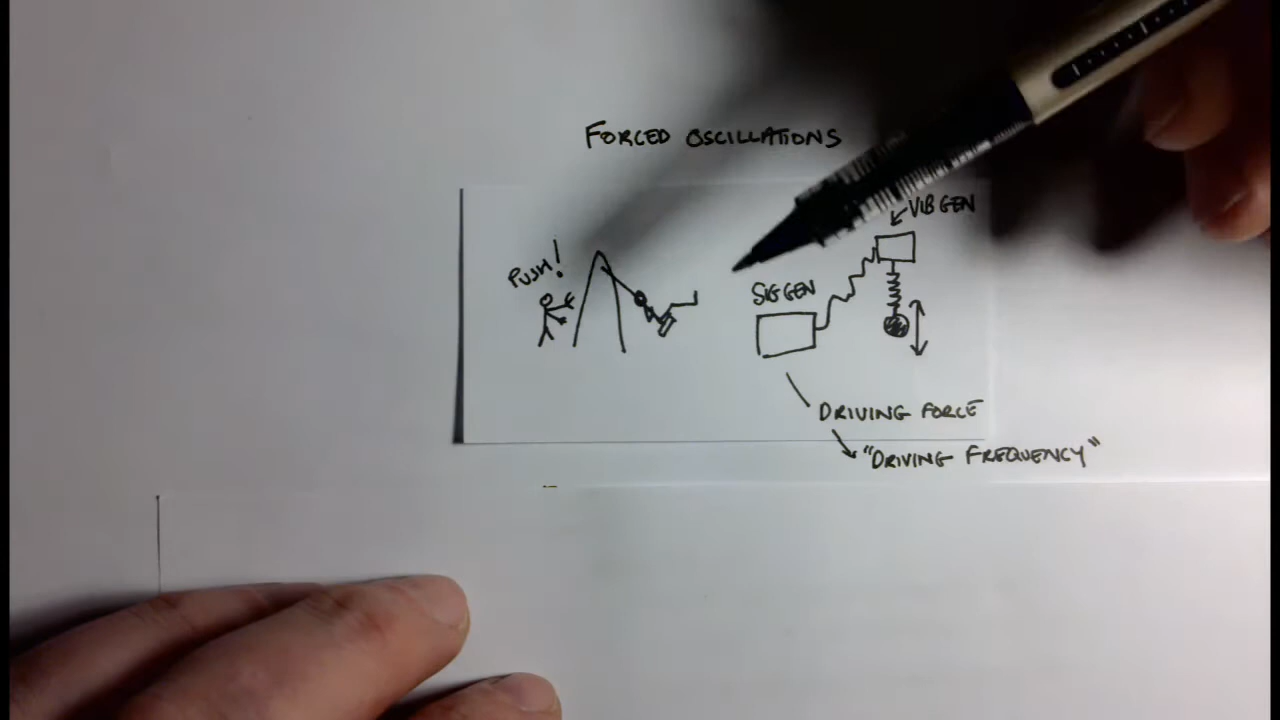 FORCED OSCILLATIONS
PUSH!
VIB GEN
SIG GEN
DRIVING FORCE
"DRIVING FREQUENCY"